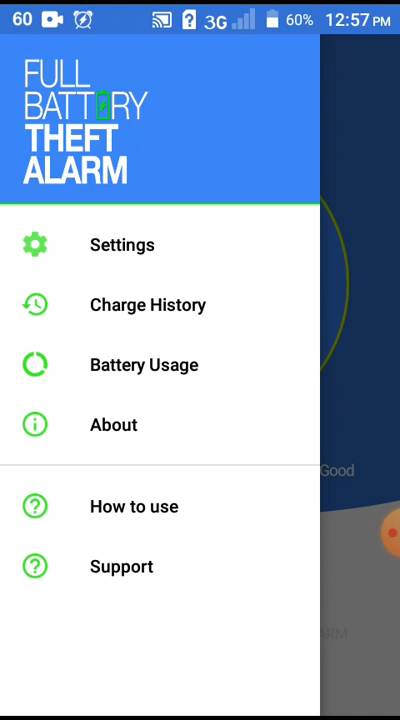 60 3G 60% 12:57 PM
FULL
BATTERY
THEFT
ALARM
Settings
Charge History
Battery Usage
About
Good
How to use
Support
ARM